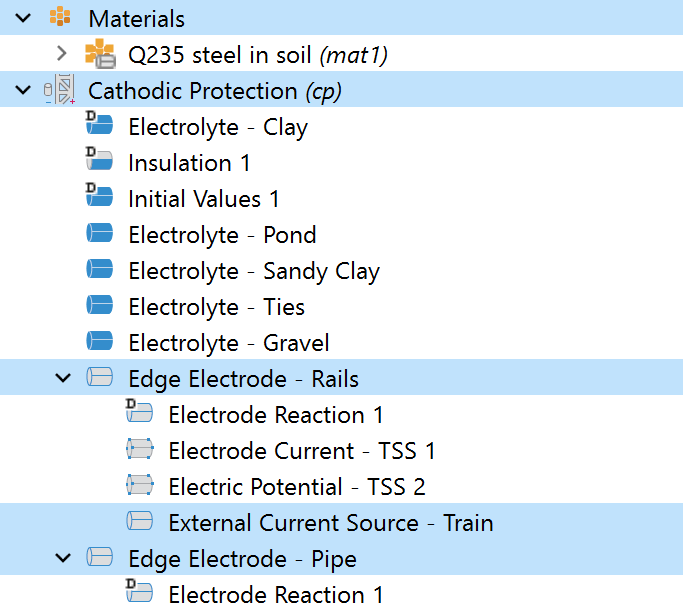 Materials
Q235 steel in soil (mat1)
Cathodic Protection (cp)
D Electrolyte - Clay
D Insulation 1
D Initial Values 1
Electrolyte - Pond
Electrolyte - Sandy Clay
Electrolyte - Ties
Electrolyte - Gravel
Edge Electrode - Rails
D Electrode Reaction 1
Electrode Current - TSS 1
Electric Potential - TSS 2
External Current Source - Train
Edge Electrode - Pipe
D Electrode Reaction 1